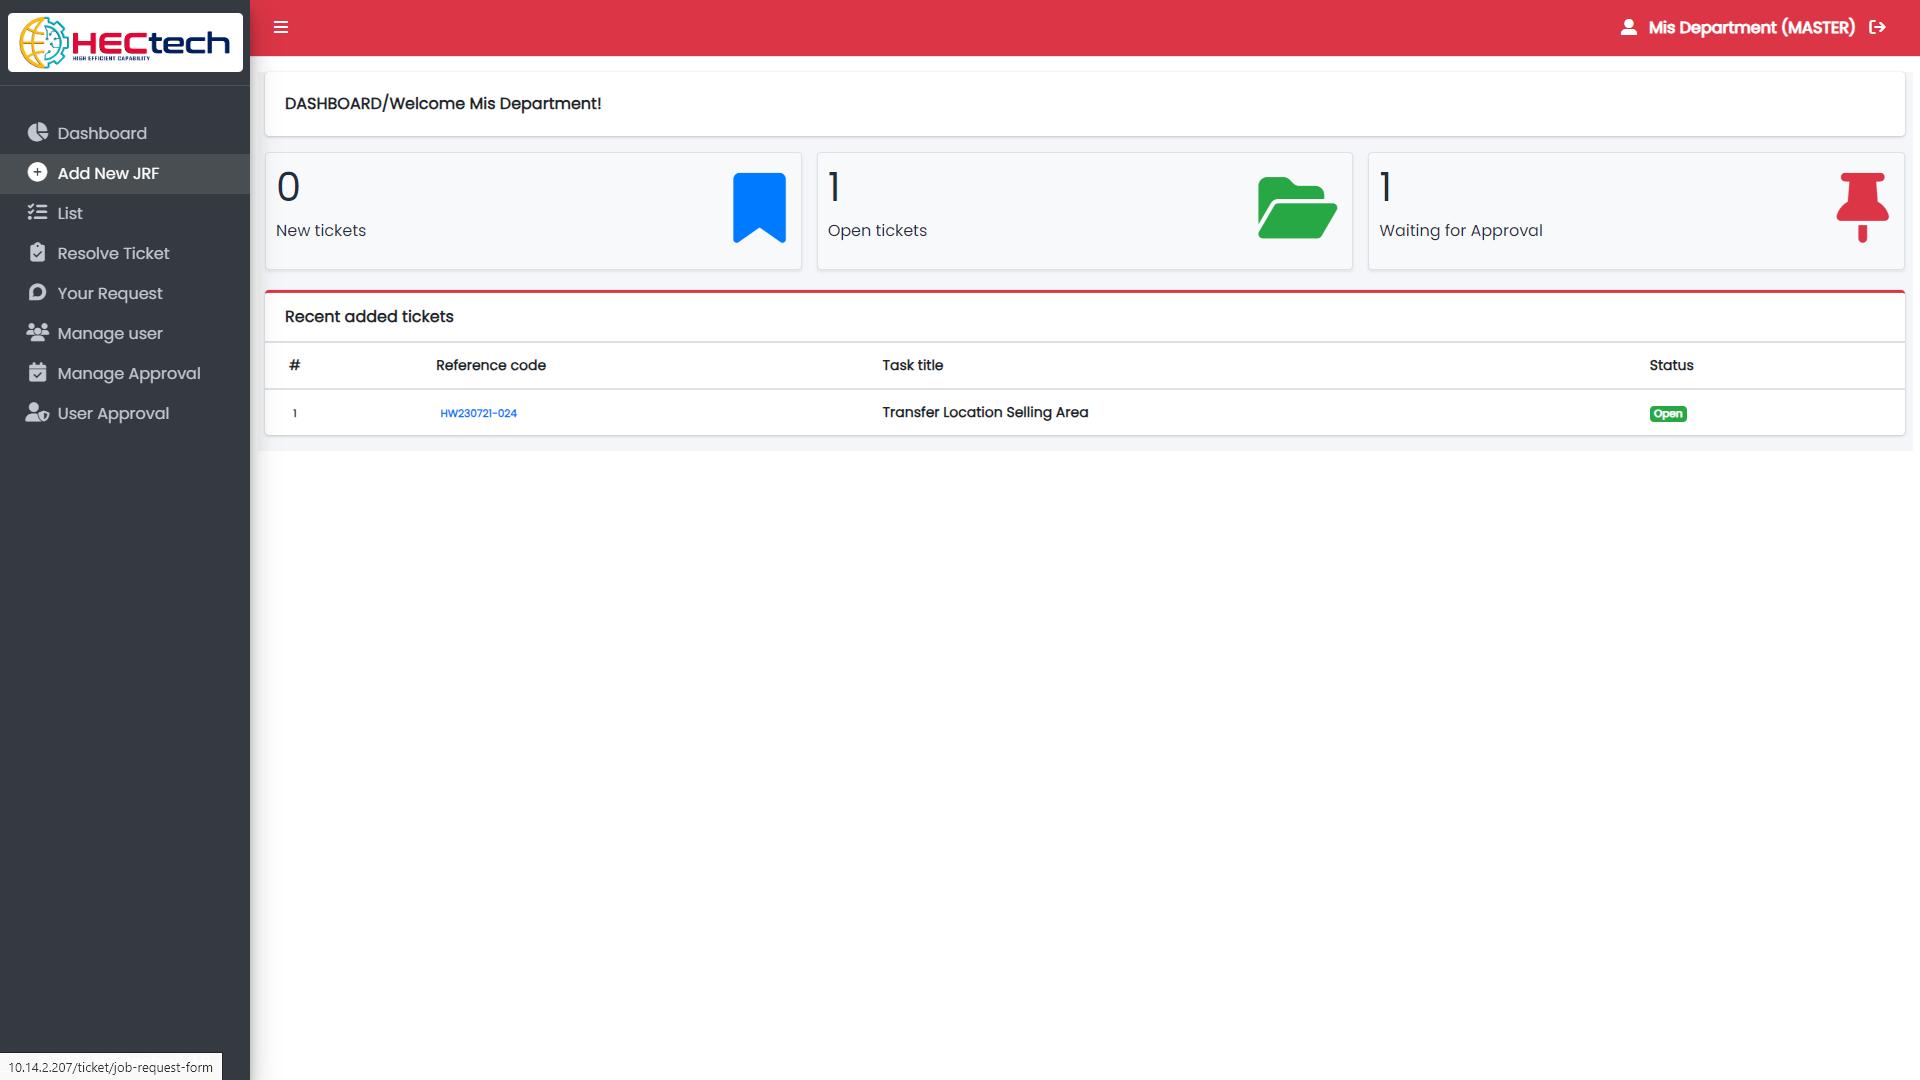 HECtech
HIGH EFFICIENT CAPABILITY
Mis Department (MASTER)
Dashboard
Add New JRF
List
Resolve Ticket
Your Request
Manage user
Manage Approval
User Approval
DASHBOARD/Welcome Mis Department!
0
New tickets
1
Open tickets
1
Waiting for Approval
Recent added tickets
# Reference code Task title Status
1 HW230721-024 Transfer Location Selling Area Open
10.14.2.207/ticket/job-request-form